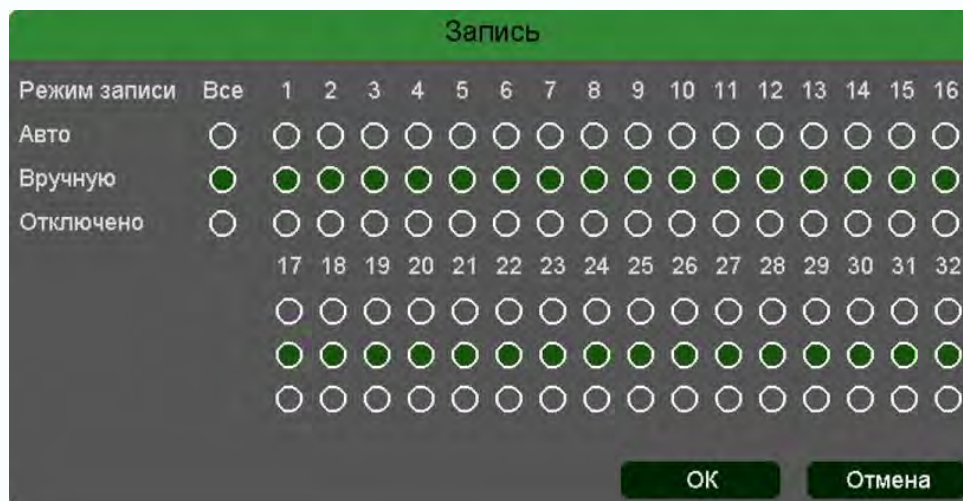 Запись
Режим записи Все 1 2 3 4 5 6 7 8 9 10 11 12 13 14 15 16
Авто
Вручную
Отключено
17 18 19 20 21 22 23 24 25 26 27 28 29 30 31 32
ОК Отмена